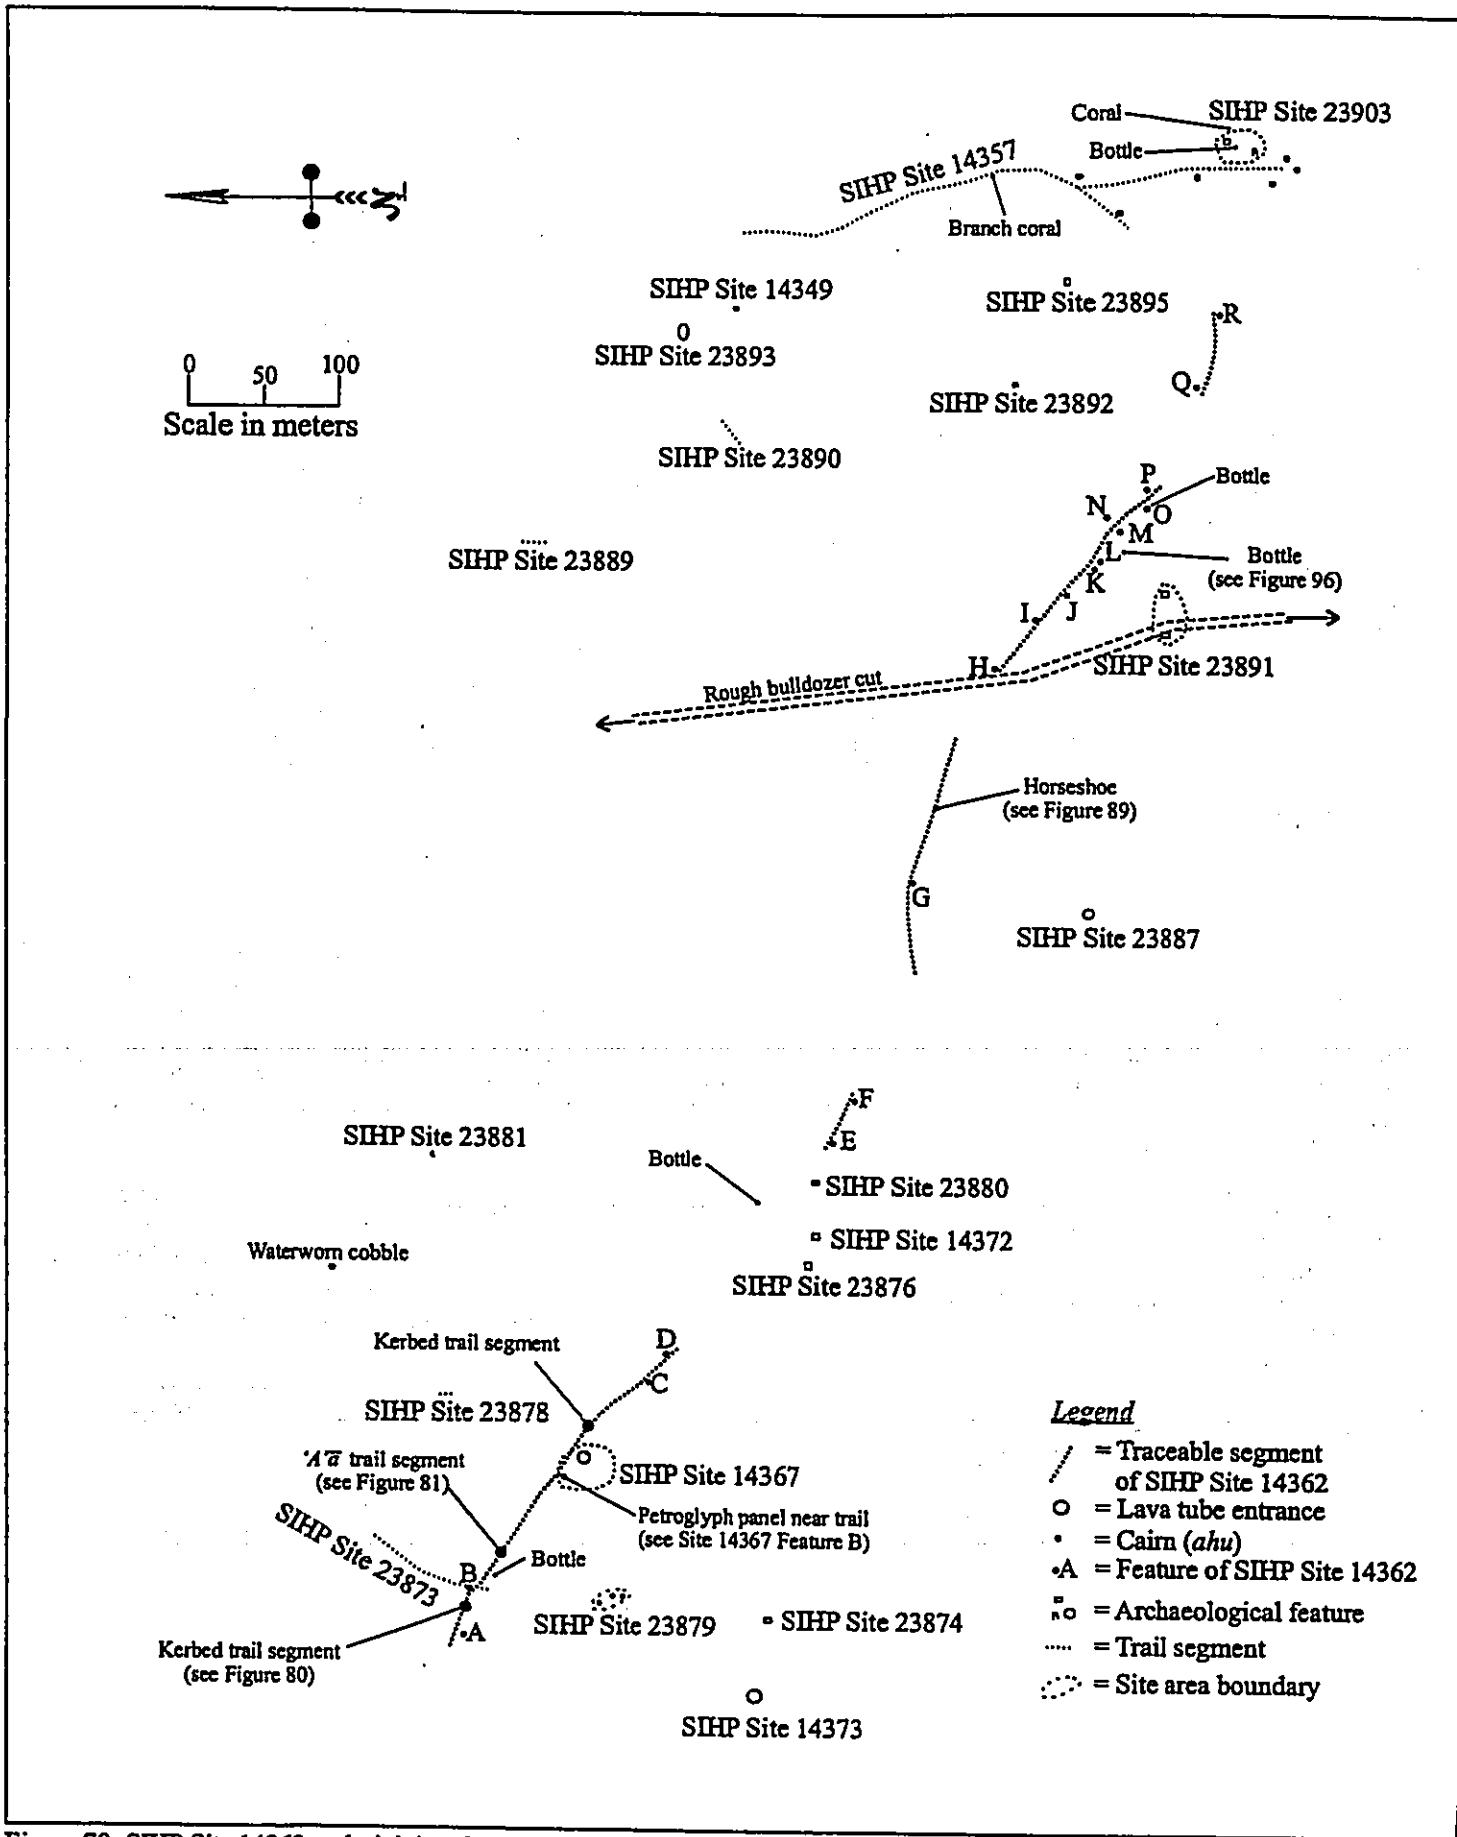 Coral
SIHP Site 23903
Bottle
SIHP Site 14357
Branch coral
SIHP Site 14349
SIHP Site 23895
R
SIHP Site 23893
0 50 100
Scale in meters
Q
SIHP Site 23892
SIHP Site 23890
P
Bottle
N
O
M
SIHP Site 23889
L
Bottle
(see Figure 96)
K
I
J
H
SIHP Site 23891
Rough bulldozer cut
Horseshoe
(see Figure 89)
G
SIHP Site 23887
F
SIHP Site 23881
E
Bottle
SIHP Site 23880
SIHP Site 14372
Waterworn cobble
SIHP Site 23876
Kerbed trail segment
D
C
SIHP Site 23878
'A'ā trail segment
(see Figure 81)
SIHP Site 14367
Petroglyph panel near trail
(see Site 14367 Feature B)
SIHP Site 23873
B
Bottle
A
SIHP Site 23879
SIHP Site 23874
Kerbed trail segment
(see Figure 80)
SIHP Site 14373
Legend
= Traceable segment
of SIHP Site 14362
= Lava tube entrance
= Cairn (ahu)
A = Feature of SIHP Site 14362
= Archaeological feature
= Trail segment
= Site area boundary